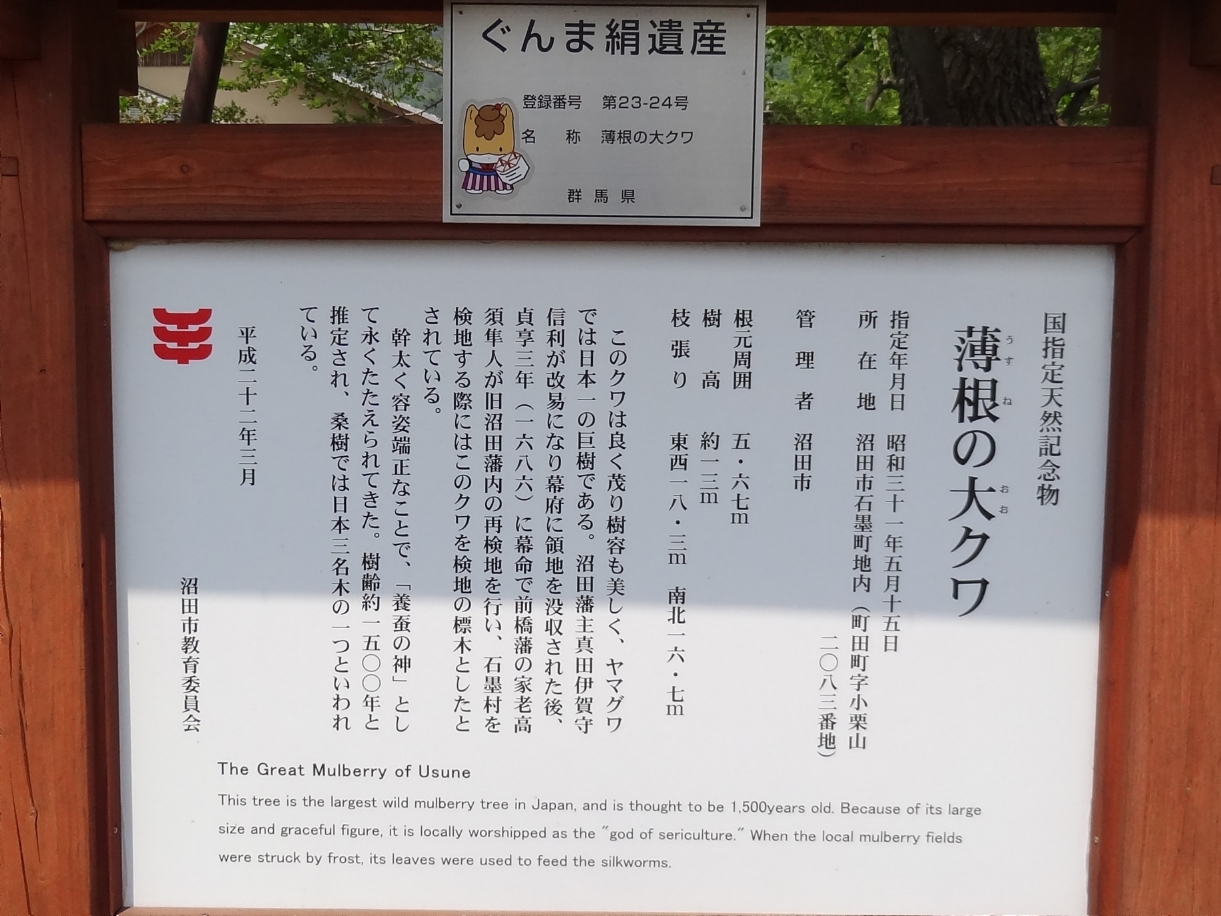 ぐんま絹遺産
登録番号 第23-24号
名 称 薄根の大クワ
群馬県
国指定天然記念物
薄根の大クワ
うす ね おお
指定年月日 昭和三十一年五月十五日
所在地 沼田市石墨町地内(町田町字小栗山
二〇八三番地)
管理者 沼田市
根元周囲 五・六七m
樹高 約一三m
枝張り 東西一八・三m 南北一六・七m
このクワは良く茂り樹容も美しく、ヤマグワ
では日本一の巨樹である。沼田藩主真田伊賀守
信利が改易になり幕府に領地を没収された後、
貞享三年(一六八六)に幕命で前橋藩の家老高
須隼人が旧沼田藩内の再検地を行い、石墨村を
検地する際にはこのクワを検地の標木としたと
されている。
幹太く容姿端正なことで、「養蚕の神」とし
て永くたたえられてきた。樹齢約一五〇〇年と
推定され、桑樹では日本三名木の一つといわれ
ている。
平成二十二年三月
沼田市教育委員会
The Great Mulberry of Usune
This tree is the largest wild mulberry tree in Japan, and is thought to be 1,500years old. Because of its large
size and graceful figure, it is locally worshipped as the "god of sericulture." When the local mulberry fields
were struck by frost, its leaves were used to feed the silkworms.